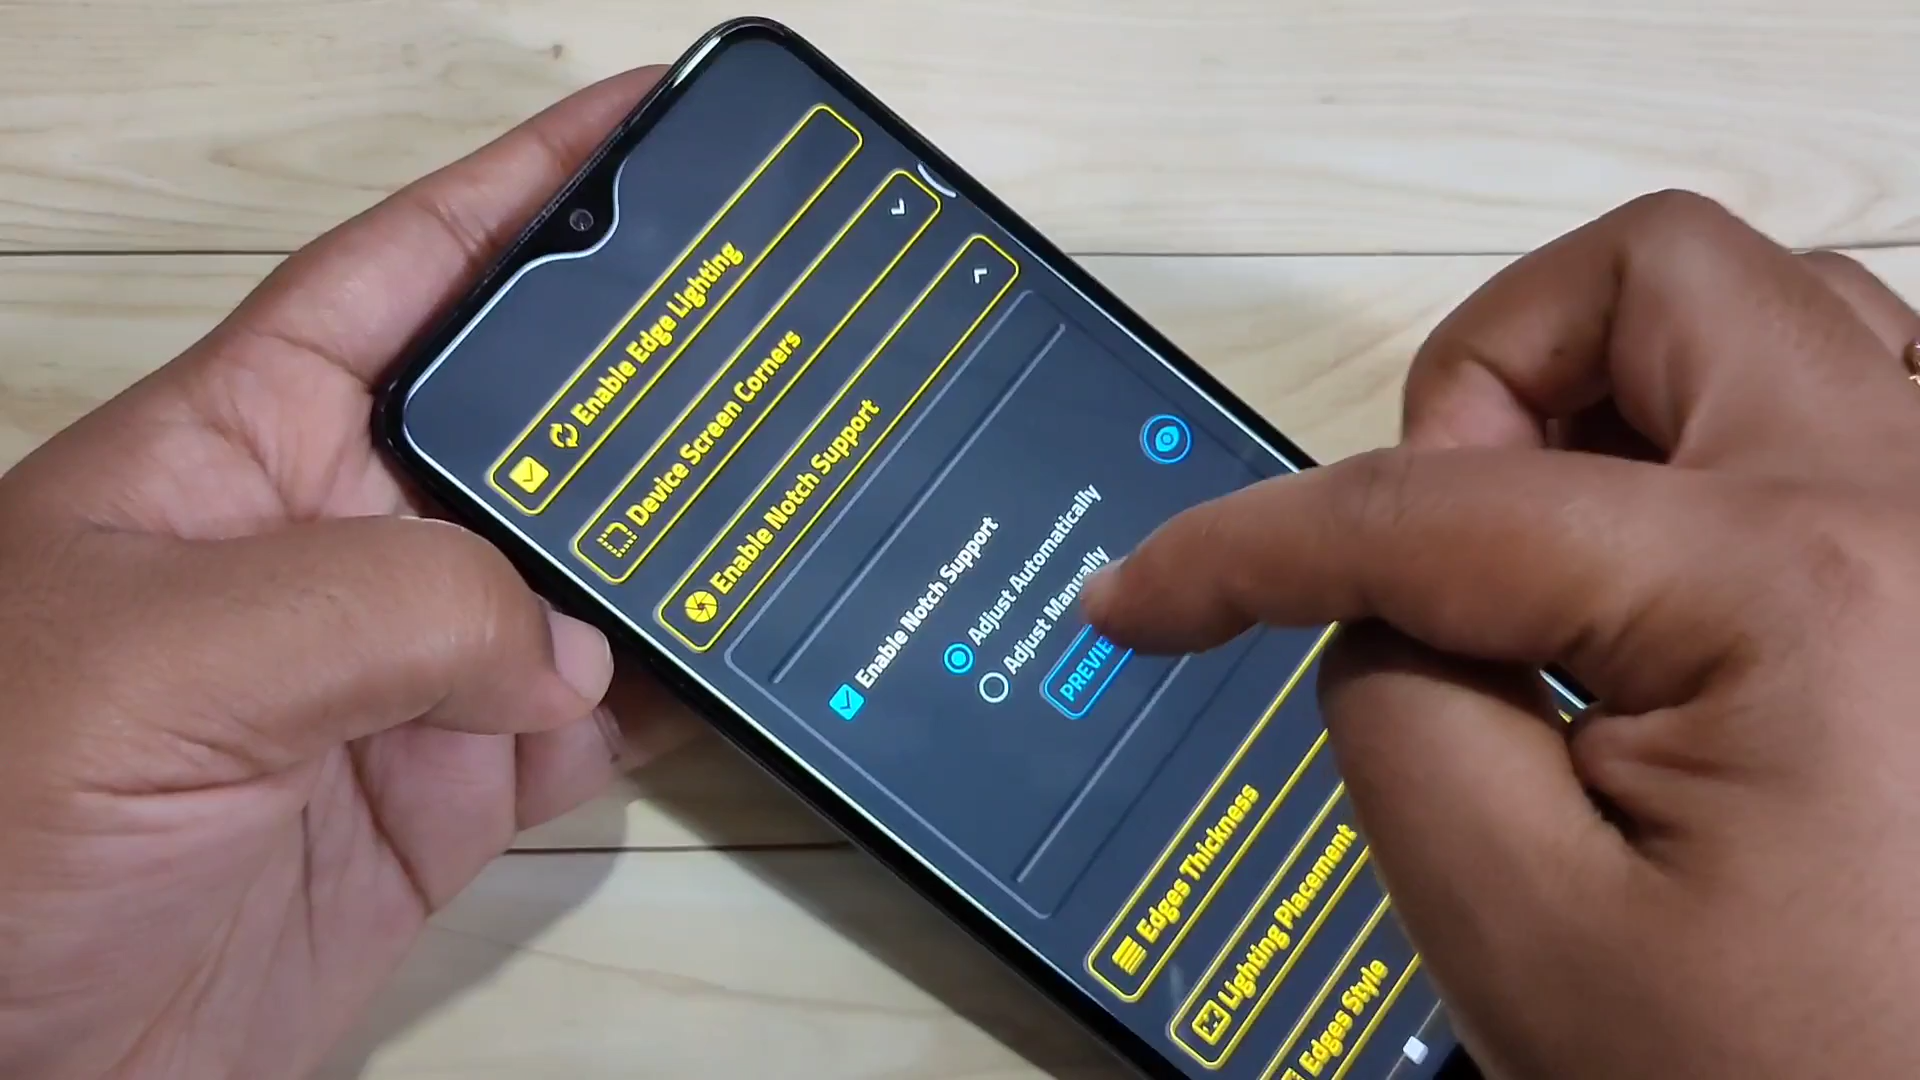 Enable Edge Lighting
Device Screen Corners
Enable Notch Support
Enable Notch Support
Adjust Automatically
Adjust Manually
PREVIE
Edges Thickness
Lighting Placement
Edges Style